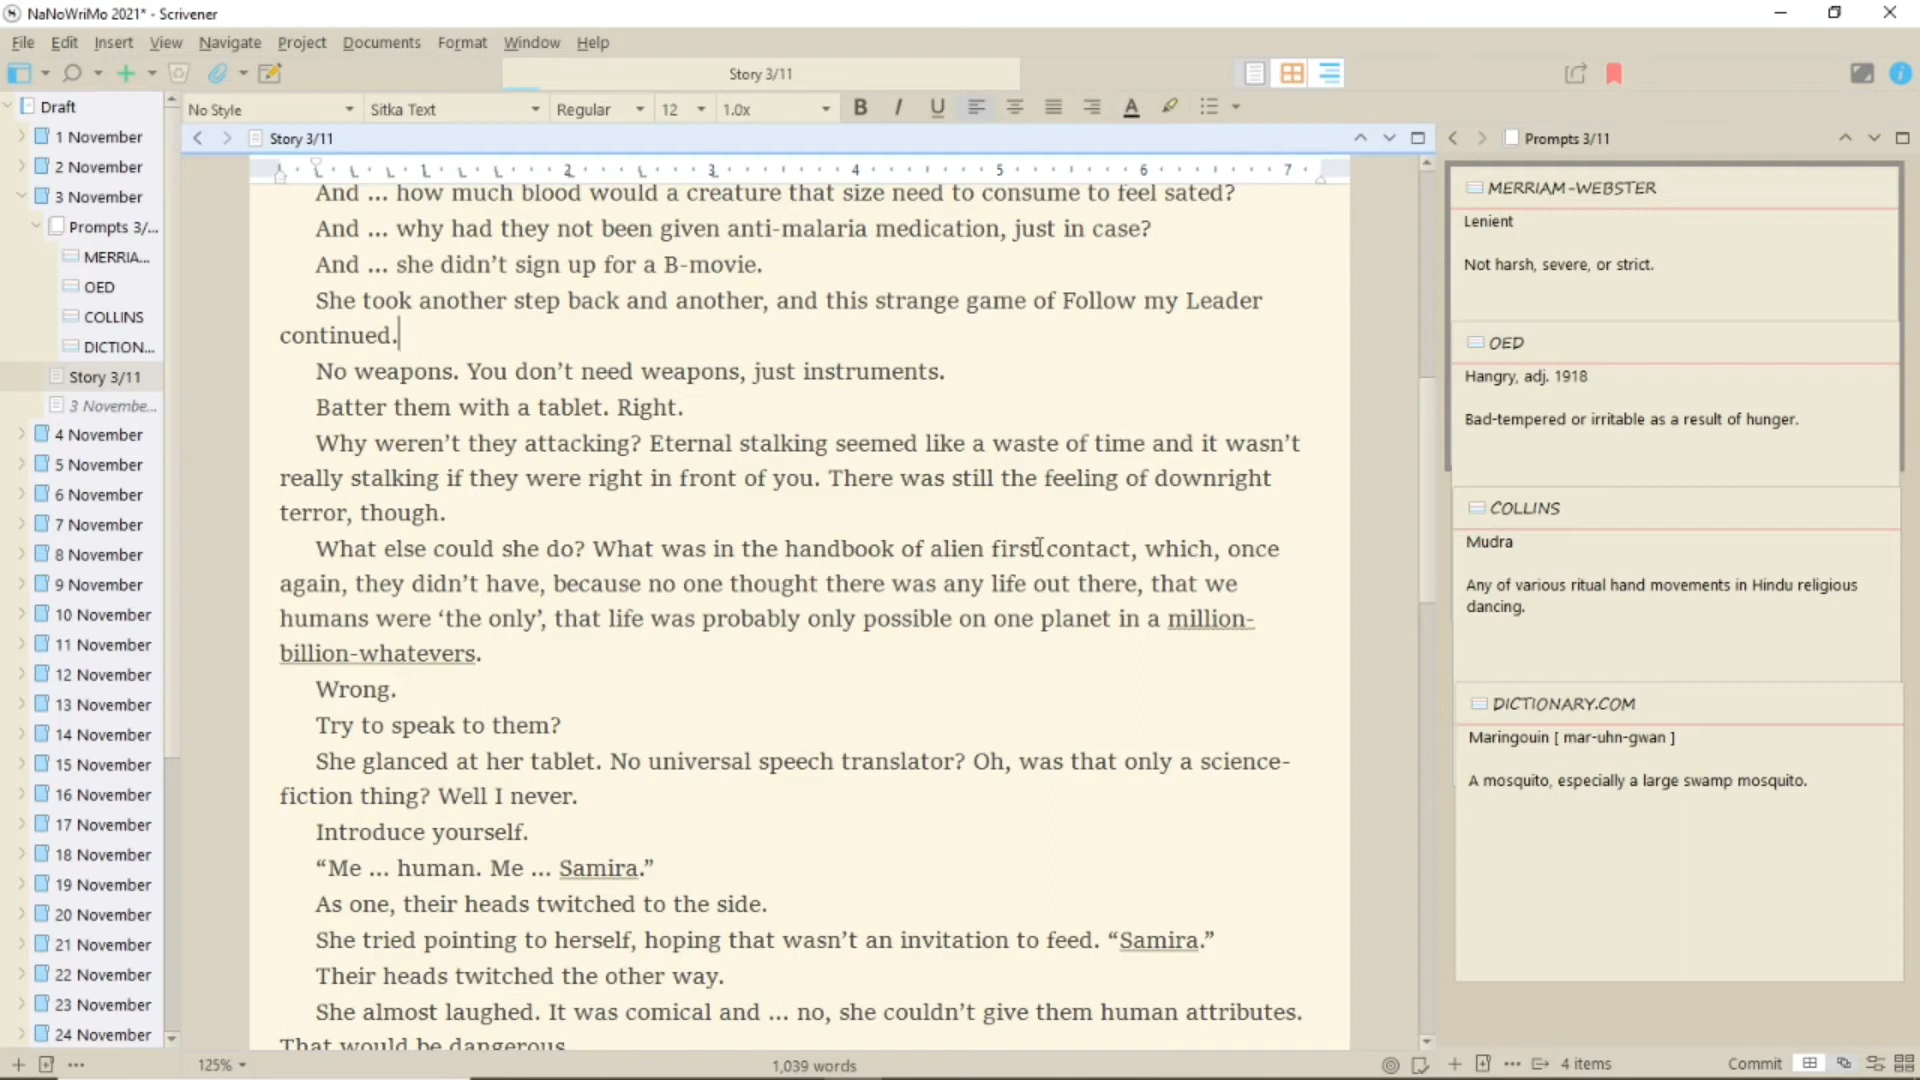 NaNoWriMo 2021* - Scrivener
File Edit Insert View Navigate Project Documents Format Window Help
Story 3/11
No Style Sitka Text Regular 12 1.0x B I U A
Draft
1 November
2 November
3 November
Prompts 3/...
MERRIA...
OED
COLLINS
DICTION...
Story 3/11
3 Novembe...
4 November
5 November
6 November
7 November
8 November
9 November
10 November
11 November
12 November
13 November
14 November
15 November
16 November
17 November
18 November
19 November
20 November
21 November
22 November
23 November
24 November
Story 3/11
1 2 3 4 5 6 7
And … how much blood would a creature that size need to consume to feel sated?
And … why had they not been given anti-malaria medication, just in case?
And … she didn’t sign up for a B-movie.
She took another step back and another, and this strange game of Follow my Leader
continued.
No weapons. You don’t need weapons, just instruments.
Batter them with a tablet. Right.
Why weren’t they attacking? Eternal stalking seemed like a waste of time and it wasn’t
really stalking if they were right in front of you. There was still the feeling of downright
terror, though.
What else could she do? What was in the handbook of alien first contact, which, once
again, they didn’t have, because no one thought there was any life out there, that we
humans were ‘the only’, that life was probably only possible on one planet in a million-
billion-whatevers.
Wrong.
Try to speak to them?
She glanced at her tablet. No universal speech translator? Oh, was that only a science-
fiction thing? Well I never.
Introduce yourself.
“Me … human. Me … Samira.”
As one, their heads twitched to the side.
She tried pointing to herself, hoping that wasn’t an invitation to feed. “Samira.”
Their heads twitched the other way.
She almost laughed. It was comical and … no, she couldn’t give them human attributes.
That would be dangerous.
125% 1,039 words
Prompts 3/11
MERRIAM-WEBSTER
Lenient
Not harsh, severe, or strict.
OED
Hangry, adj. 1918
Bad-tempered or irritable as a result of hunger.
COLLINS
Mudra
Any of various ritual hand movements in Hindu religious
dancing.
DICTIONARY.COM
Maringouin [ mar-uhn-gwan ]
A mosquito, especially a large swamp mosquito.
4 items Commit